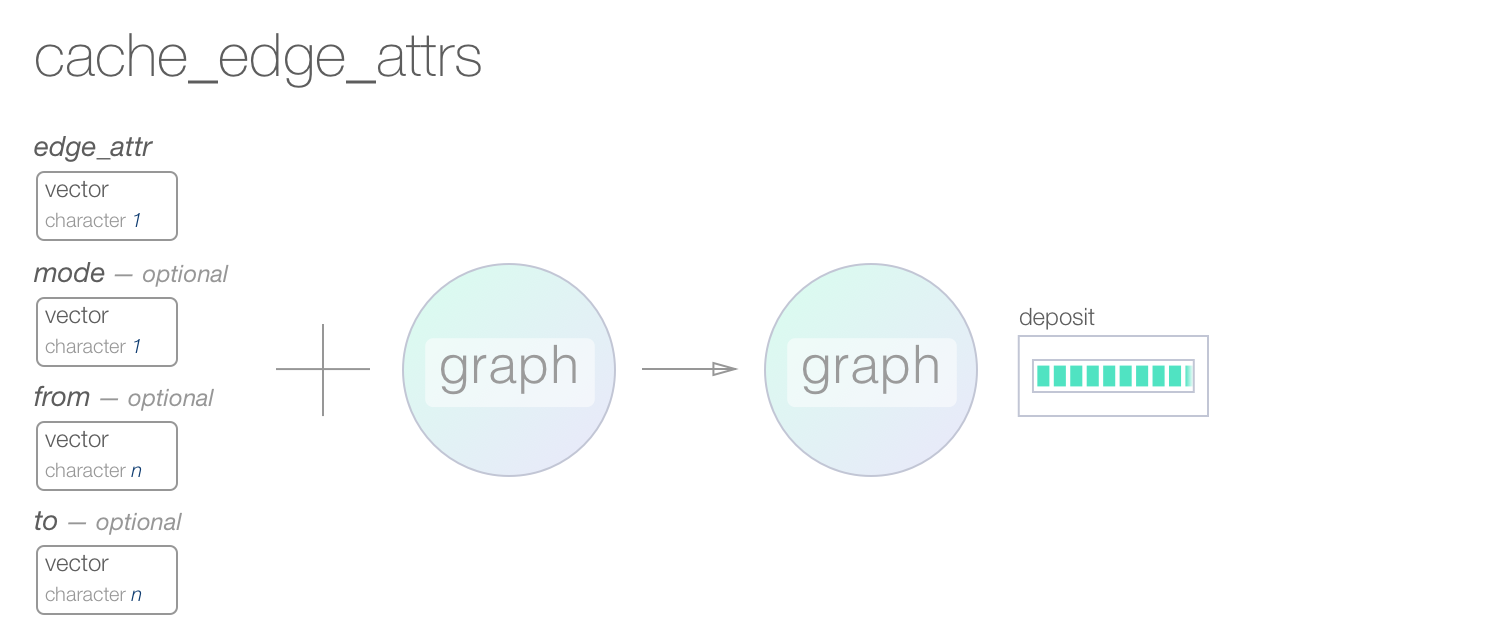 cache_edge_attrs
edge_attr
vector
character 1
mode — optional
vector
character 1
from — optional
vector
character n
to — optional
vector
character n
graph
graph
deposit